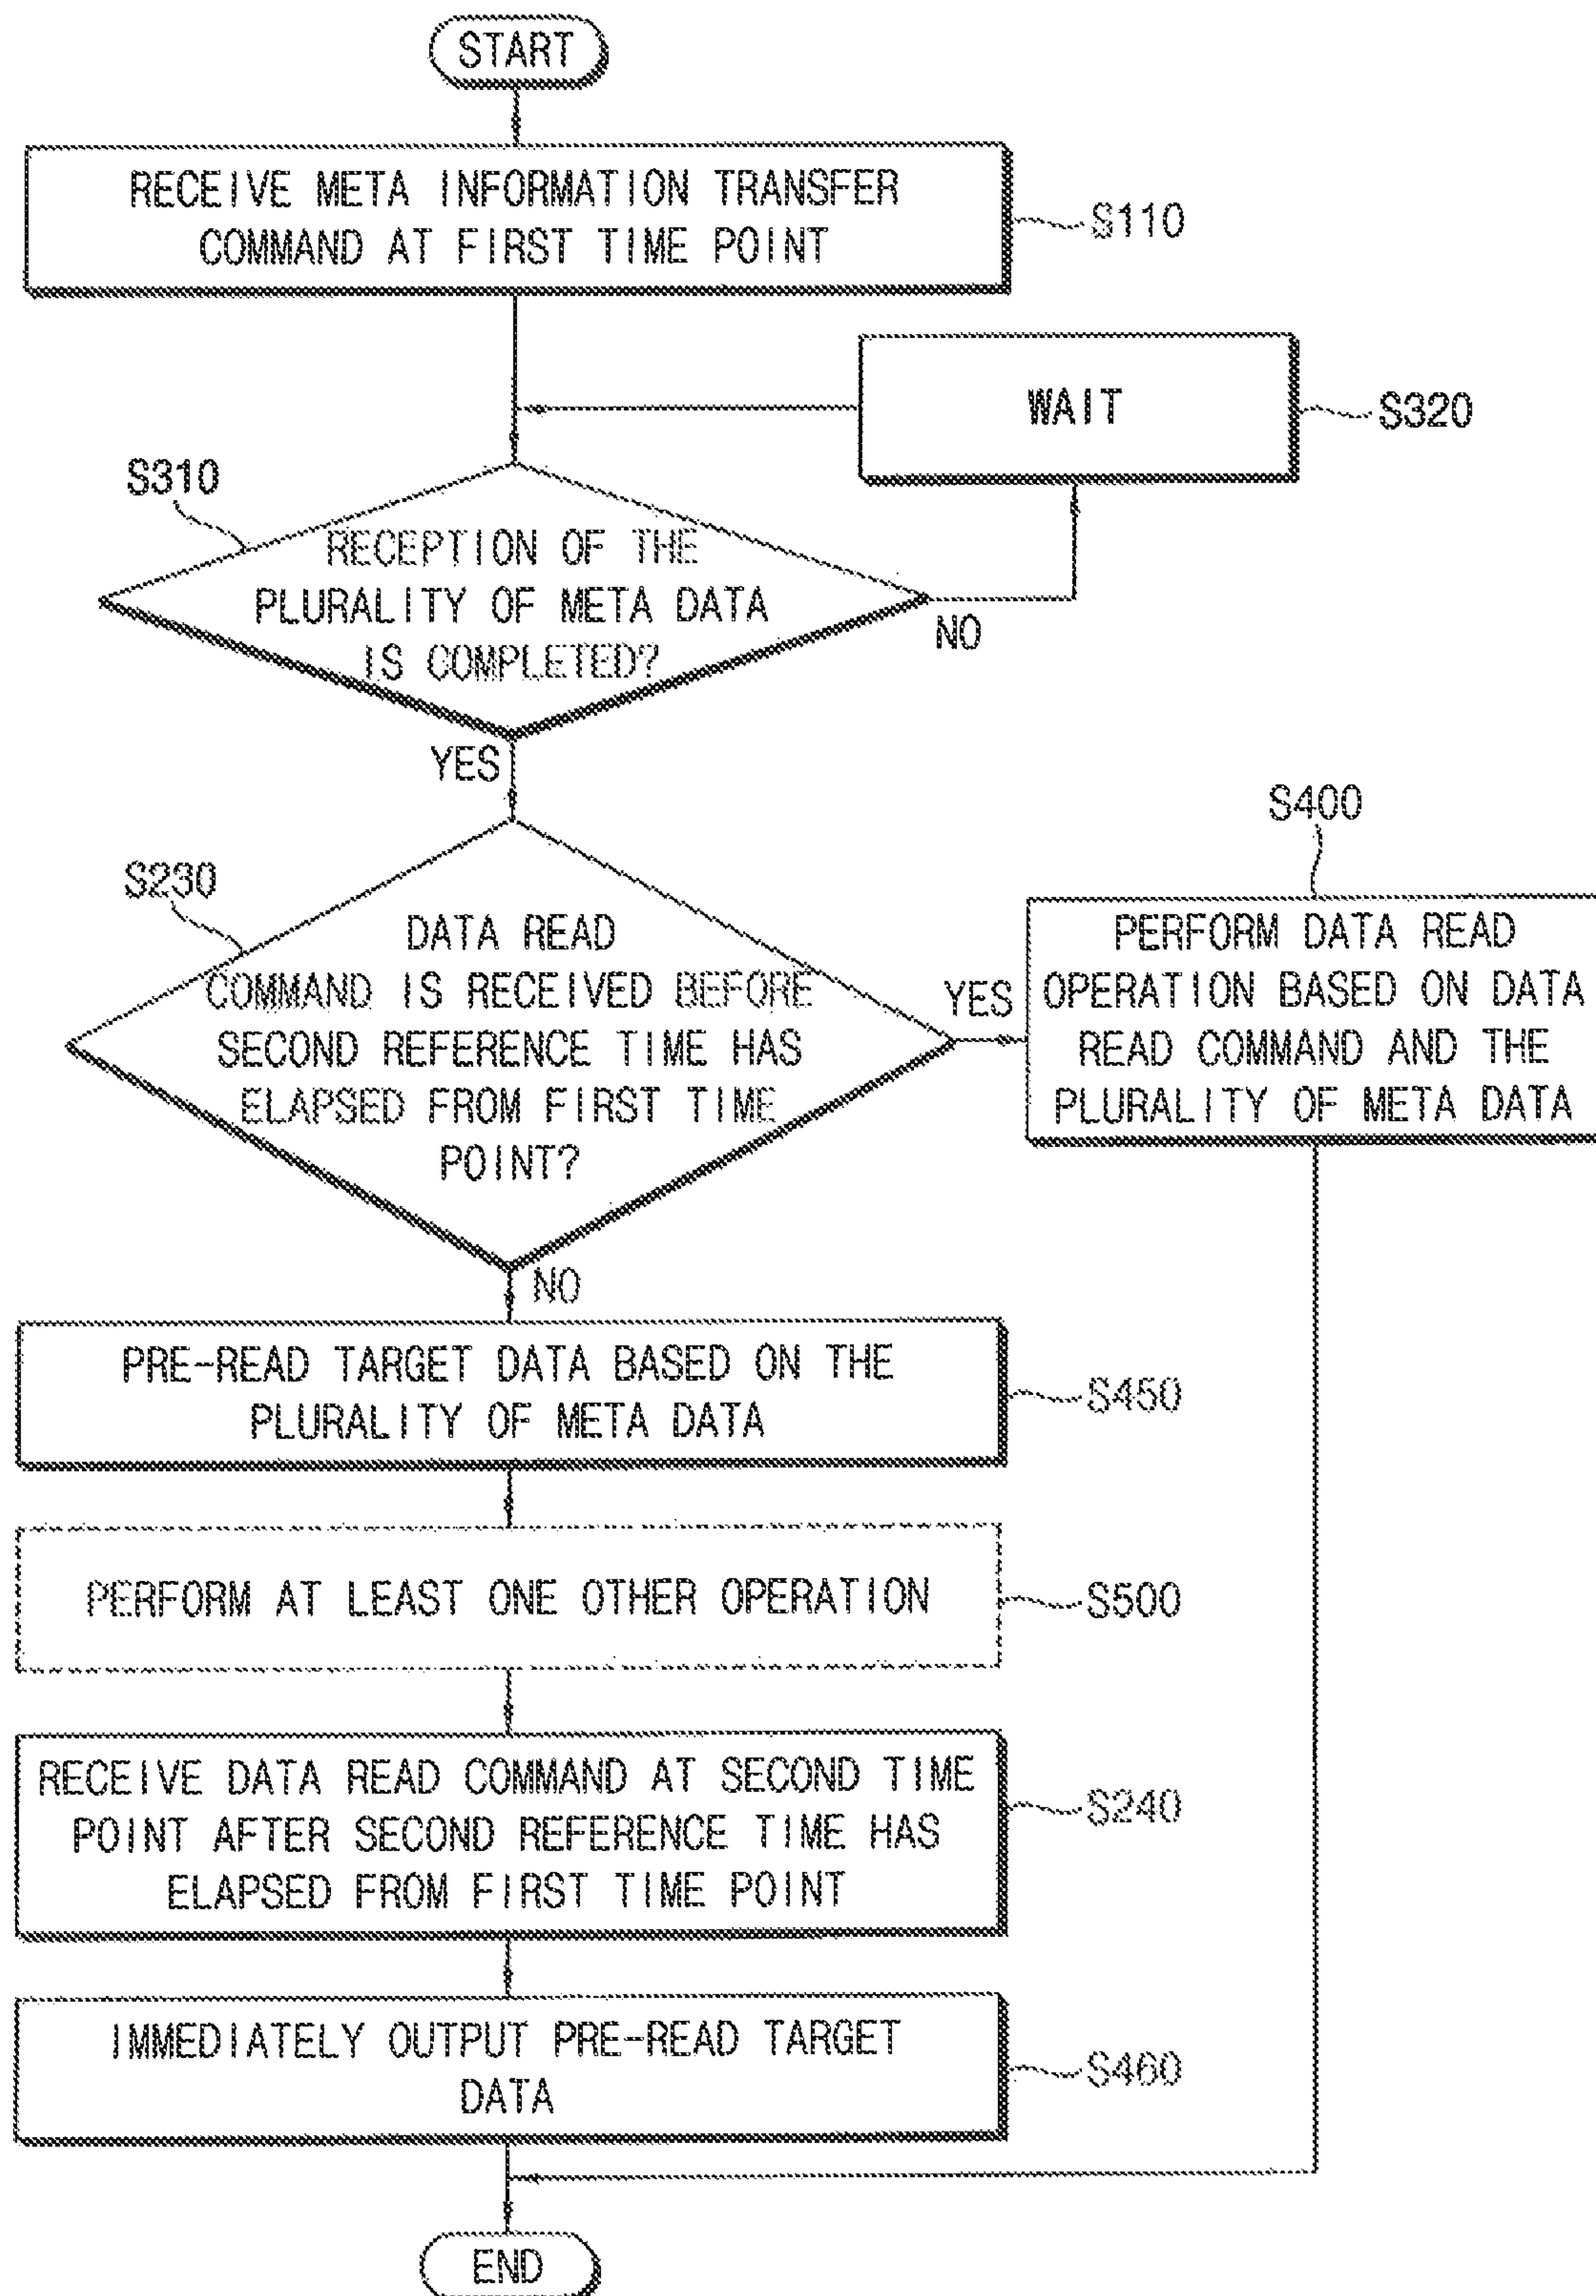 START
RECEIVE META INFORMATION TRANSFER
COMMAND AT FIRST TIME POINT
S110
WAIT
S320
S310
RECEPTION OF THE
PLURALITY OF META DATA
IS COMPLETED?
NO
YES
S400
S230
DATA READ
COMMAND IS RECEIVED BEFORE
SECOND REFERENCE TIME HAS
ELAPSED FROM FIRST TIME
POINT?
YES
PERFORM DATA READ
OPERATION BASED ON DATA
READ COMMAND AND THE
PLURALITY OF META DATA
NO
PRE-READ TARGET DATA BASED ON THE
PLURALITY OF META DATA
S450
PERFORM AT LEAST ONE OTHER OPERATION
S500
RECEIVE DATA READ COMMAND AT SECOND TIME
POINT AFTER SECOND REFERENCE TIME HAS
ELAPSED FROM FIRST TIME POINT
S240
IMMEDIATELY OUTPUT PRE-READ TARGET
DATA
S460
END